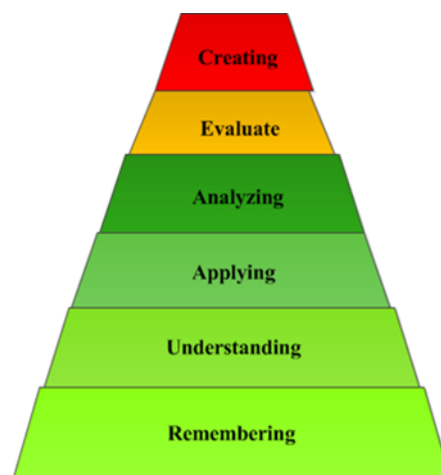 Creating
Evaluate
Analyzing
Applying
Understanding
Remembering